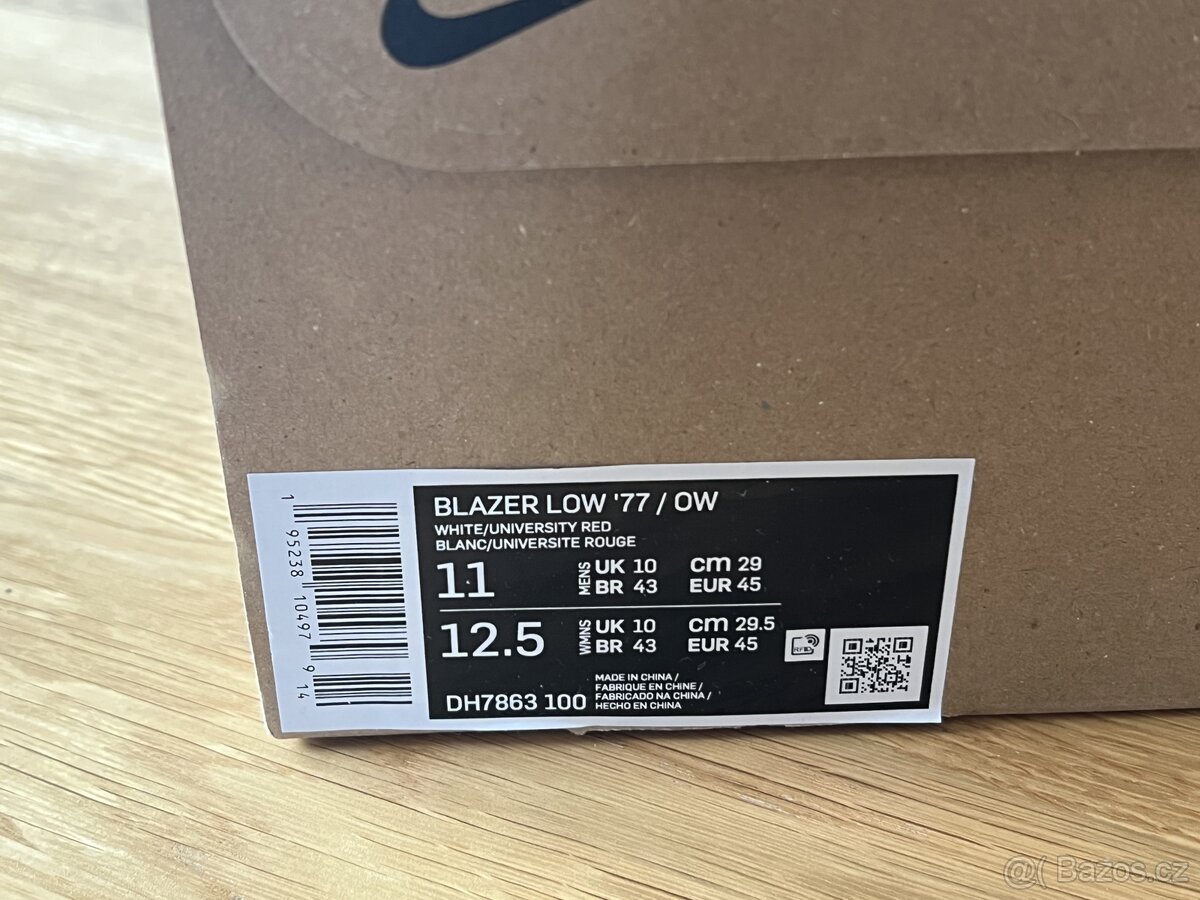 BLAZER LOW '77 / OW
WHITE/UNIVERSITY RED
BLANC/UNIVERSITE ROUGE
11 MENS UK 10 cm 29
BR 43 EUR 45
12.5 WMNS UK 10 cm 29.5
BR 43 EUR 45
DH7863 100
MADE IN CHINA /
FABRIQUE EN CHINE /
FABRICADO NA CHINA /
HECHO EN CHINA
1 95238 10497 9 14
RFID
@( Bazos.cz